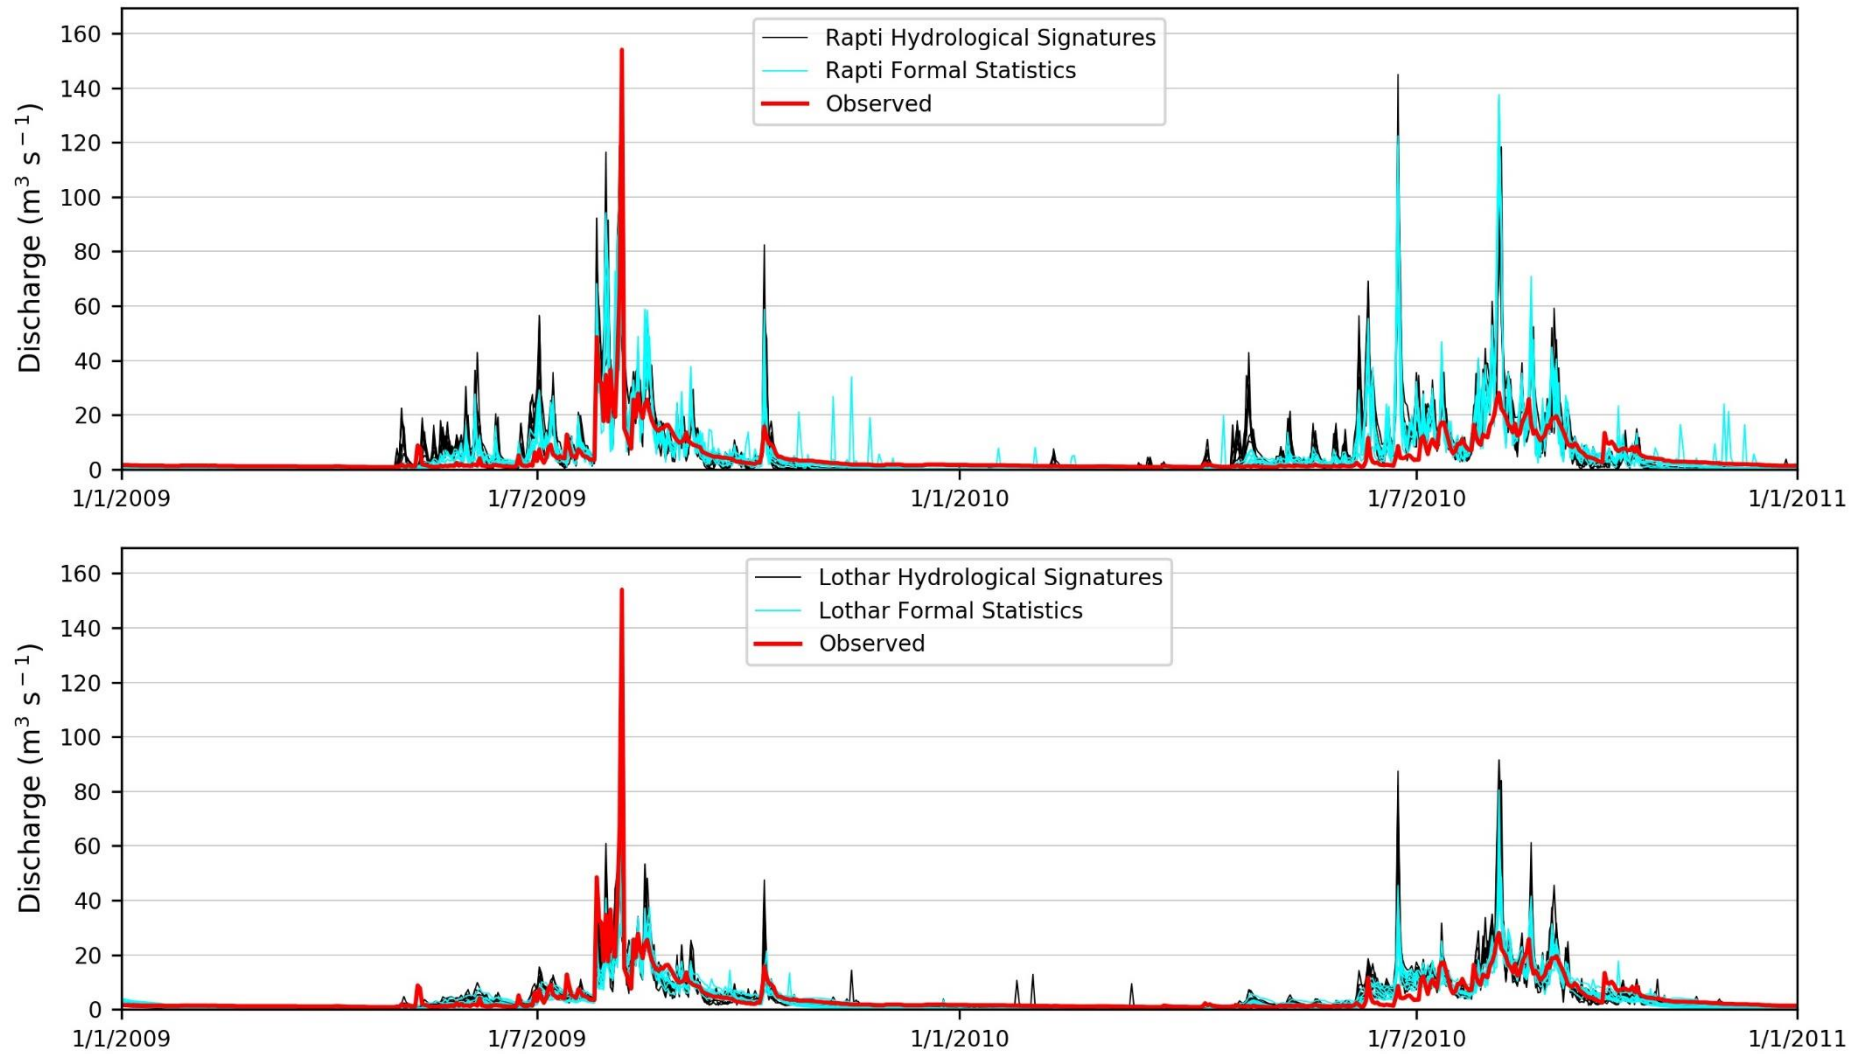 160
140
120
100
80
60
40
20
0
Discharge (m³ s⁻¹)
Rapti Hydrological Signatures
Rapti Formal Statistics
Observed
1/1/2009 1/7/2009 1/1/2010 1/7/2010 1/1/2011
160
140
120
100
80
60
40
20
0
Discharge (m³ s⁻¹)
Lothar Hydrological Signatures
Lothar Formal Statistics
Observed
1/1/2009 1/7/2009 1/1/2010 1/7/2010 1/1/2011